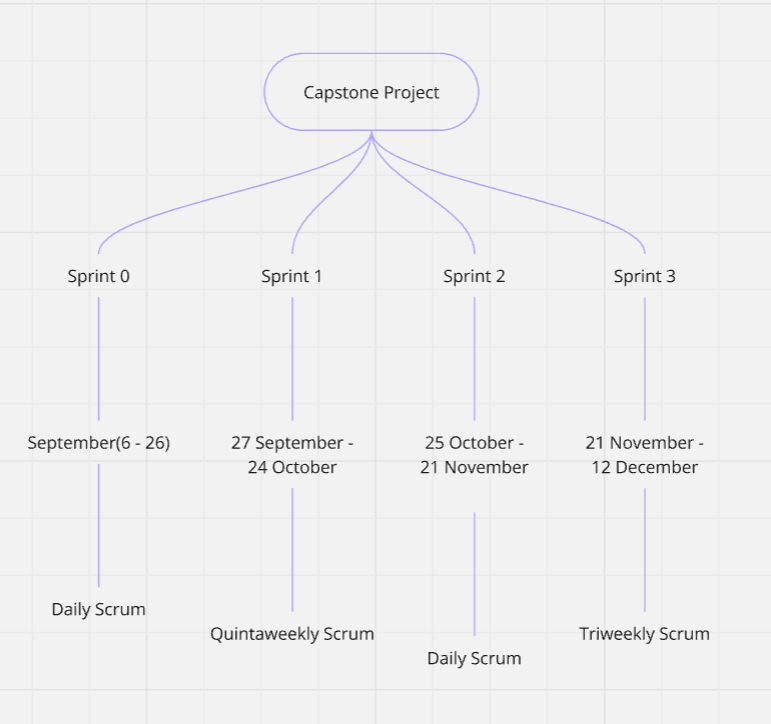 Capstone Project
Sprint 0
Sprint 1
Sprint 2
Sprint 3
September(6 - 26)
27 September -
24 October
25 October -
21 November
21 November -
12 December
Daily Scrum
Quintaweekly Scrum
Daily Scrum
Triweekly Scrum